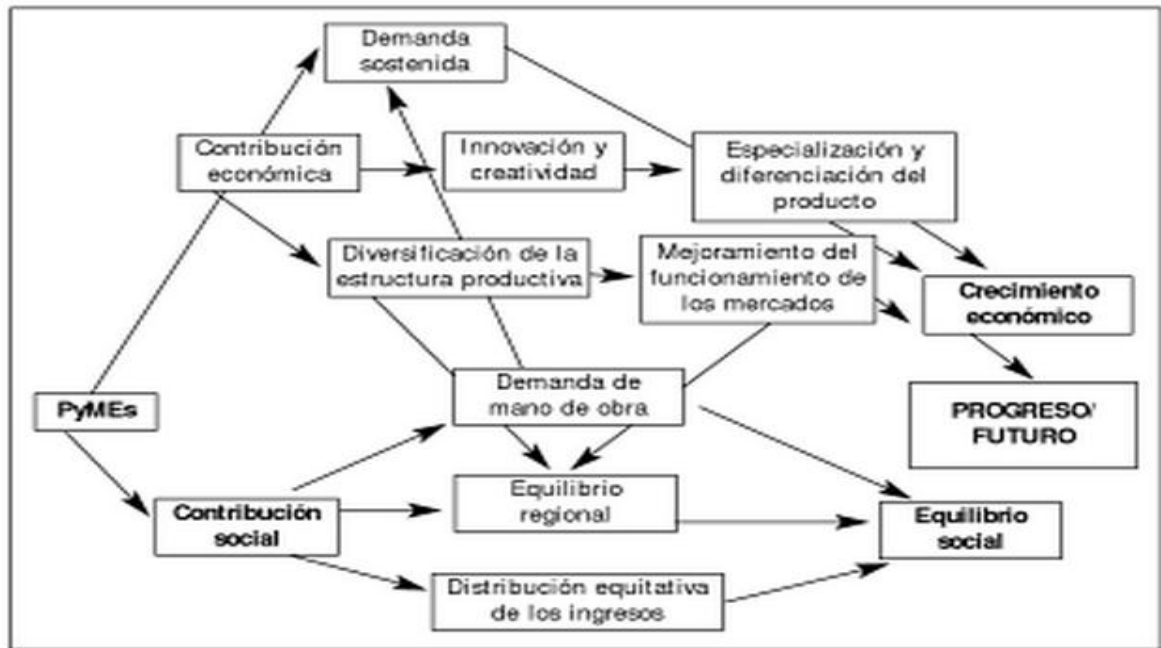 Demanda
sostenida
Contribución
económica
Innovación y
creatividad
Especialización y
diferenciación del
producto
Diversificación de la
estructura productiva
Mejoramiento del
funcionamiento de
los mercados
Crecimiento
económico
Demanda de
mano de obra
PyMEs
PROGRESO/
FUTURO
Contribución
social
Equilibrio
regional
Equilibrio
social
Distribución equitativa
de los ingresos